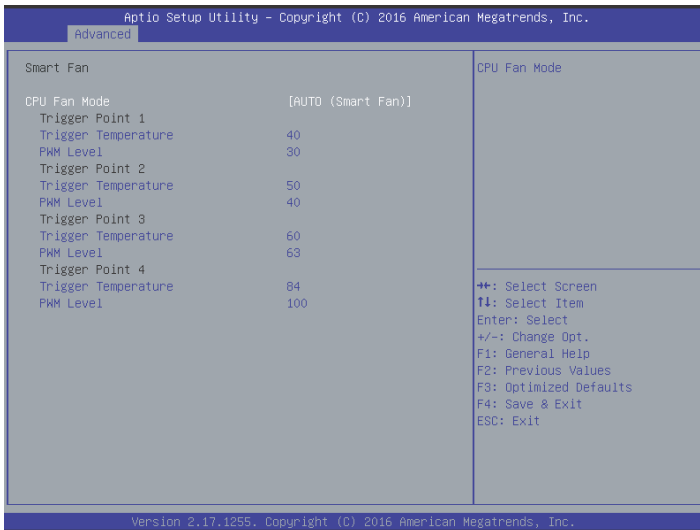 Aptio Setup Utility – Copyright (C) 2016 American Megatrends, Inc.
Advanced
Smart Fan
CPU Fan Mode [AUTO (Smart Fan)]
Trigger Point 1
Trigger Temperature 40
PWM Level 30
Trigger Point 2
Trigger Temperature 50
PWM Level 40
Trigger Point 3
Trigger Temperature 60
PWM Level 63
Trigger Point 4
Trigger Temperature 84
PWM Level 100
CPU Fan Mode
→←: Select Screen
↑↓: Select Item
Enter: Select
+/-: Change Opt.
F1: General Help
F2: Previous Values
F3: Optimized Defaults
F4: Save & Exit
ESC: Exit
Version 2.17.1255. Copyright (C) 2016 American Megatrends, Inc.